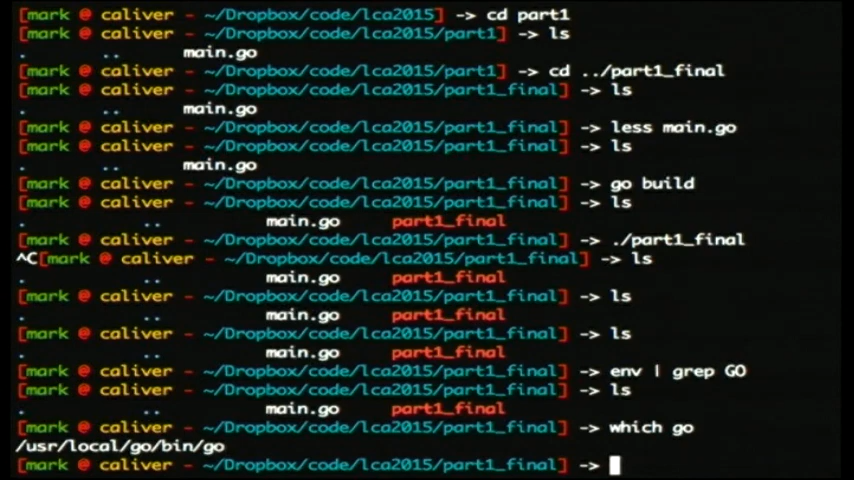 [mark @ caliver - ~/Dropbox/code/lca2015] -> cd part1
[mark @ caliver - ~/Dropbox/code/lca2015/part1] -> ls
. .. main.go
[mark @ caliver - ~/Dropbox/code/lca2015/part1] -> cd ../part1_final
[mark @ caliver - ~/Dropbox/code/lca2015/part1_final] -> ls
. .. main.go
[mark @ caliver - ~/Dropbox/code/lca2015/part1_final] -> less main.go
[mark @ caliver - ~/Dropbox/code/lca2015/part1_final] -> ls
. .. main.go
[mark @ caliver - ~/Dropbox/code/lca2015/part1_final] -> go build
[mark @ caliver - ~/Dropbox/code/lca2015/part1_final] -> ls
. .. main.go part1_final
[mark @ caliver - ~/Dropbox/code/lca2015/part1_final] -> ./part1_final
^C[mark @ caliver - ~/Dropbox/code/lca2015/part1_final] -> ls
. .. main.go part1_final
[mark @ caliver - ~/Dropbox/code/lca2015/part1_final] -> ls
. .. main.go part1_final
[mark @ caliver - ~/Dropbox/code/lca2015/part1_final] -> ls
. .. main.go part1_final
[mark @ caliver - ~/Dropbox/code/lca2015/part1_final] -> env | grep GO
[mark @ caliver - ~/Dropbox/code/lca2015/part1_final] -> ls
. .. main.go part1_final
[mark @ caliver - ~/Dropbox/code/lca2015/part1_final] -> which go
/usr/local/go/bin/go
[mark @ caliver - ~/Dropbox/code/lca2015/part1_final] ->